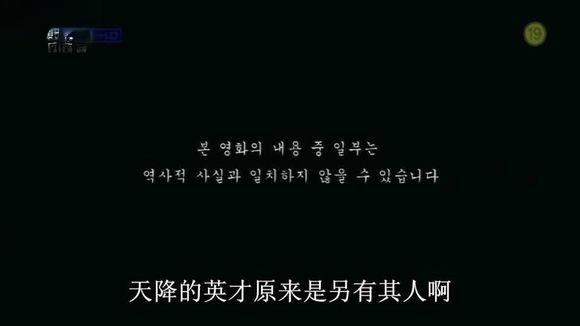 19
본 영화의 내용 중 일부는
역사적 사실과 일치하지 않을 수 있습니다
天降的英才原来是另有其人啊